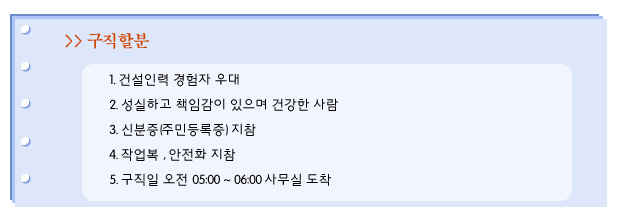 >> 구직할분
1. 건설인력 경험자 우대
2. 성실하고 책임감이 있으며 건강한 사람
3. 신분증(주민등록증) 지참
4. 작업복 , 안전화 지참
5. 구직일 오전 05:00 ~ 06:00 사무실 도착